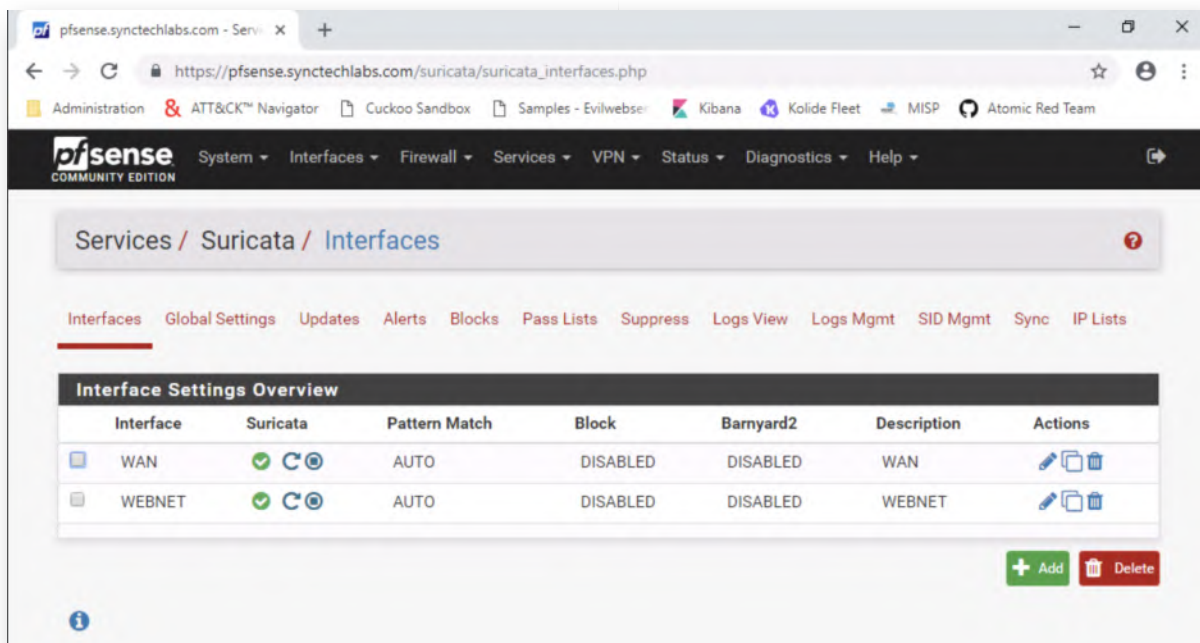 pf pfsense.synctechlabs.com - Servi
https://pfsense.synctechlabs.com/suricata/suricata_interfaces.php
Administration ATT&CK™ Navigator Cuckoo Sandbox Samples - Evilwebser Kibana Kolide Fleet MISP Atomic Red Team
pfsense System Interfaces Firewall Services VPN Status Diagnostics Help
COMMUNITY EDITION
Services / Suricata / Interfaces
Interfaces Global Settings Updates Alerts Blocks Pass Lists Suppress Logs View Logs Mgmt SID Mgmt Sync IP Lists
Interface Settings Overview
Interface Suricata Pattern Match Block Barnyard2 Description Actions
WAN AUTO DISABLED DISABLED WAN
WEBNET AUTO DISABLED DISABLED WEBNET
Add Delete